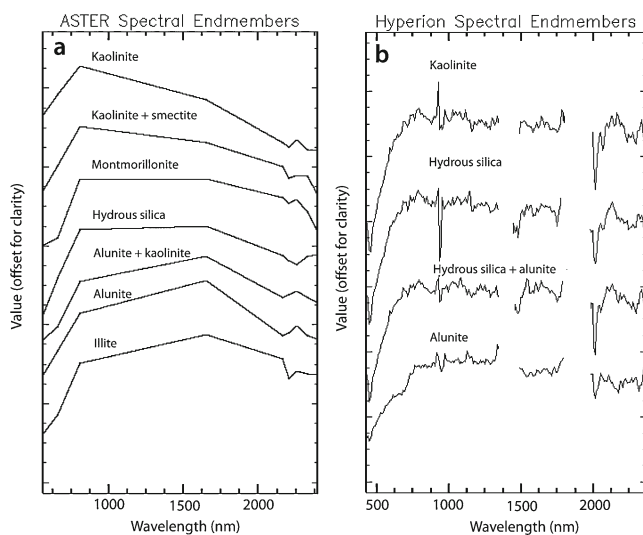 ASTER Spectral Endmembers
a
Kaolinite
Kaolinite + smectite
Montmorillonite
Hydrous silica
Alunite + kaolinite
Alunite
Illite
Value (offset for clarity)
1000
1500
2000
Wavelength (nm)
Hyperion Spectral Endmembers
b
Kaolinite
Hydrous silica
Hydrous silica + alunite
Alunite
Value (offset for clarity)
500
1000
1500
2000
Wavelength (nm)